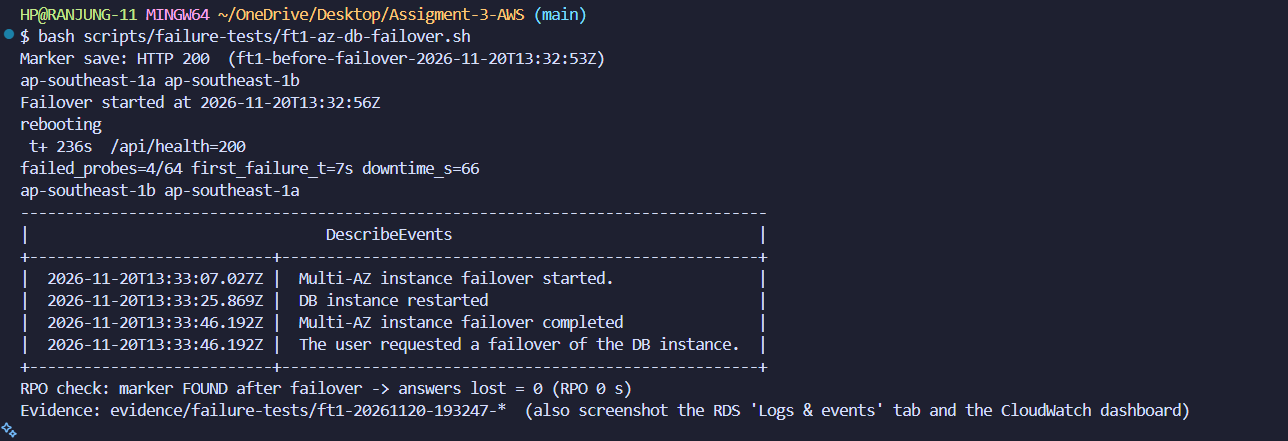 HP@RANJUNG-11 MINGW64 ~/OneDrive/Desktop/Assigment-3-AWS (main)
$ bash scripts/failure-tests/ft1-az-db-failover.sh
Marker save: HTTP 200  (ft1-before-failover-2026-11-20T13:32:53Z)
ap-southeast-1a ap-southeast-1b
Failover started at 2026-11-20T13:32:56Z
rebooting
 t+ 236s  /api/health=200
failed_probes=4/64 first_failure_t=7s downtime_s=66
ap-southeast-1b ap-southeast-1a
---------------------------------------------------------------------------
|                              DescribeEvents                             |
+---------------------------+---------------------------------------------+
|  2026-11-20T13:33:07.027Z |  Multi-AZ instance failover started.        |
|  2026-11-20T13:33:25.869Z |  DB instance restarted                      |
|  2026-11-20T13:33:46.192Z |  Multi-AZ instance failover completed       |
|  2026-11-20T13:33:46.192Z |  The user requested a failover of the DB instance.  |
+---------------------------+---------------------------------------------+
RPO check: marker FOUND after failover -> answers lost = 0 (RPO 0 s)
Evidence: evidence/failure-tests/ft1-20261120-193247-*  (also screenshot the RDS 'Logs & events' tab and the CloudWatch dashboard)